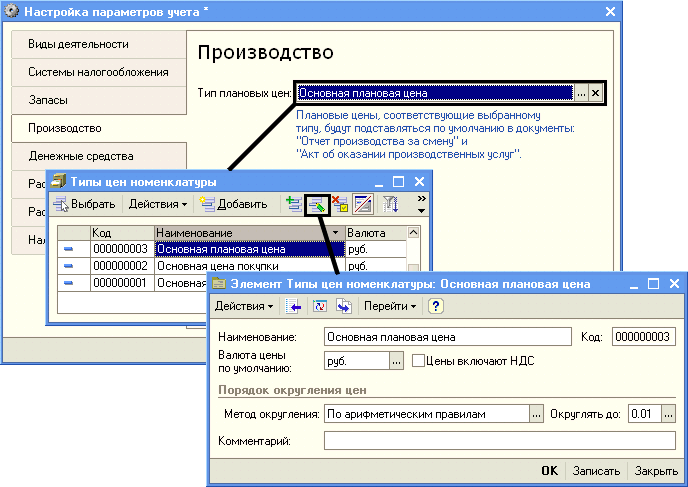 Настройка параметров учета *
Виды деятельности
Системы налогообложения
Запасы
Производство
Денежные средства
Рас
Рас
Нал
Производство
Тип плановых цен: Основная плановая цена ... ×
Плановые цены, соответствующие выбранному
типу, будут подставляться по умолчанию в документы:
"Отчет производства за смену" и
"Акт об оказании производственных услуг".
Типы цен номенклатуры
Выбрать Действия Добавить »
Код Наименование Валюта
000000003 Основная плановая цена руб.
000000002 Основная цена покупки руб.
000000001 Основная
Элемент Типы цен номенклатуры: Основная плановая цена
Действия Перейти ?
Наименование: Основная плановая цена Код: 000000003
Валюта цены
по умолчанию: руб. ... Цены включают НДС
Порядок округления цен
Метод округления: По арифметическим правилам ... Округлять до: 0.01 ...
Комментарий:
OK Записать Закрыть